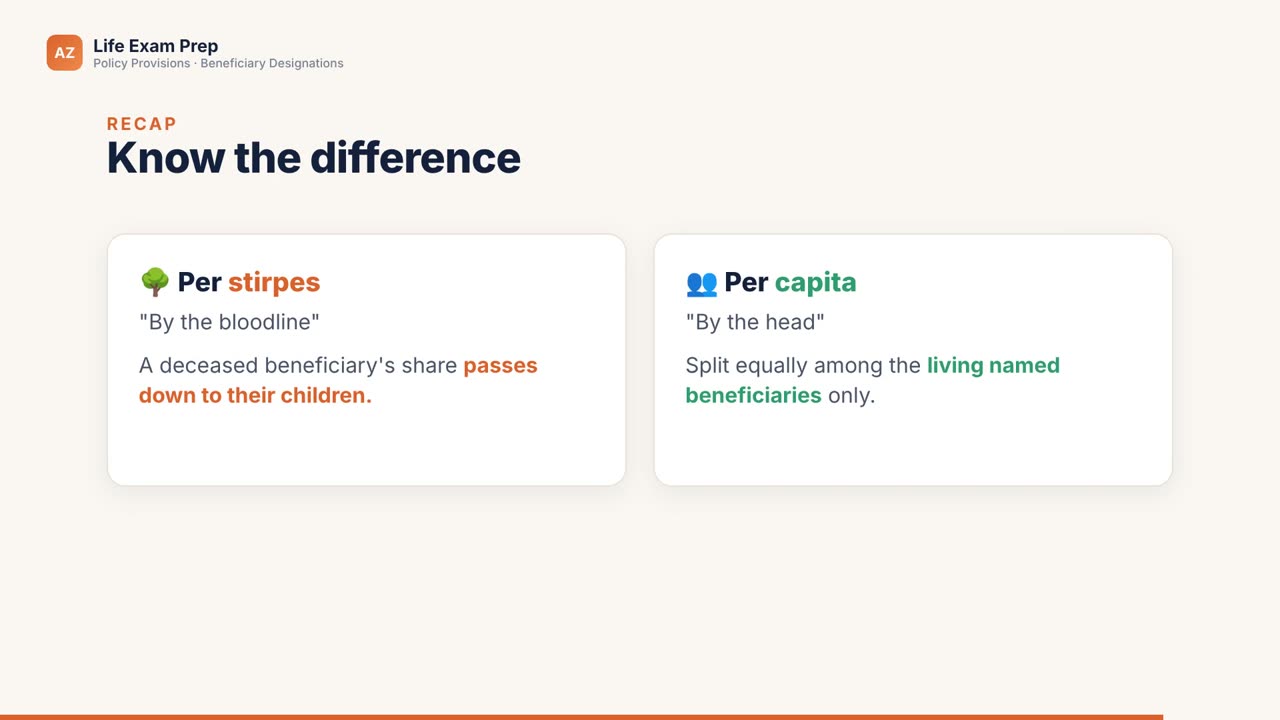 AZ
Life Exam Prep
Policy Provisions · Beneficiary Designations
RECAP
Know the difference
Per stirpes
"By the bloodline"
A deceased beneficiary's share passes
down to their children.
Per capita
"By the head"
Split equally among the living named
beneficiaries only.